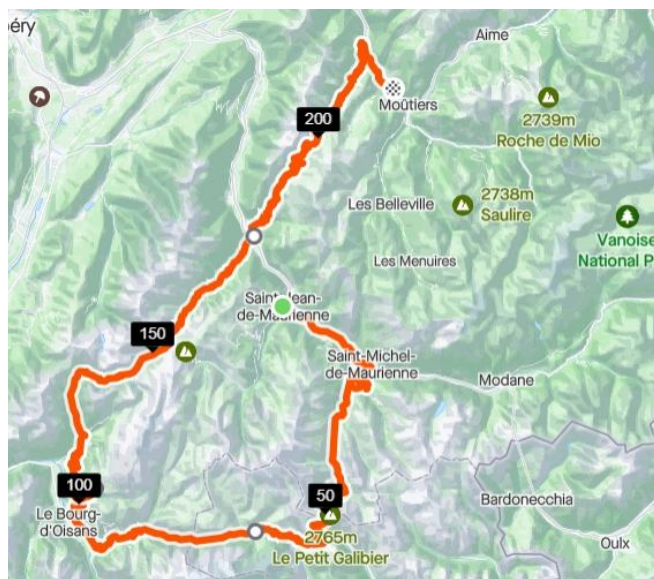 éry
Aime
Moûtiers
2739m
Roche de Mio
200
Les Belleville
2738m
Saulire
Vanoise
National P
Les Menuires
Saint-Jean-
de-Maurienne
150
Saint-Michel-
de-Maurienne
Modane
100
50
Le Bourg-
d'Oisans
Bardonecchia
2765m
Le Petit Galibier
Oulx